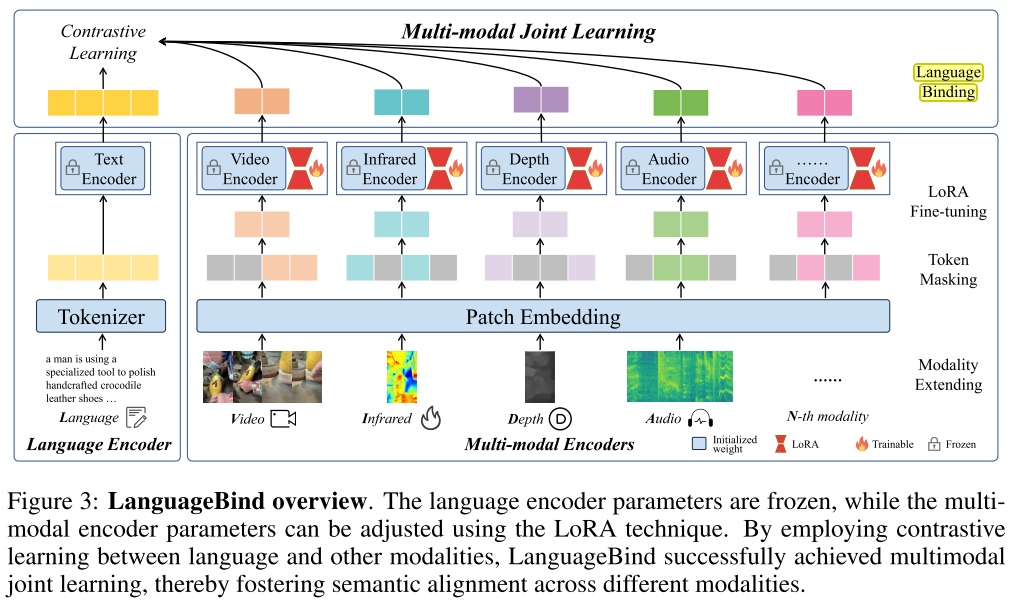 Contrastive
Learning
Multi-modal Joint Learning
Language
Binding
Text
Encoder
Video
Encoder
Infrared
Encoder
Depth
Encoder
Audio
Encoder
......
Encoder
LoRA
Fine-tuning
Token
Masking
Tokenizer
Patch Embedding
a man is using a
specialized tool to polish
handcrafted crocodile
leather shoes ...
Modality
Extending
......
Language
Video
Infrared
Depth
D
Audio
N-th modality
Language Encoder
Multi-modal Encoders
Initialized
weight
LoRA
Trainable
Frozen
Figure 3: LanguageBind overview. The language encoder parameters are frozen, while the multi-
modal encoder parameters can be adjusted using the LoRA technique. By employing contrastive
learning between language and other modalities, LanguageBind successfully achieved multimodal
joint learning, thereby fostering semantic alignment across different modalities.